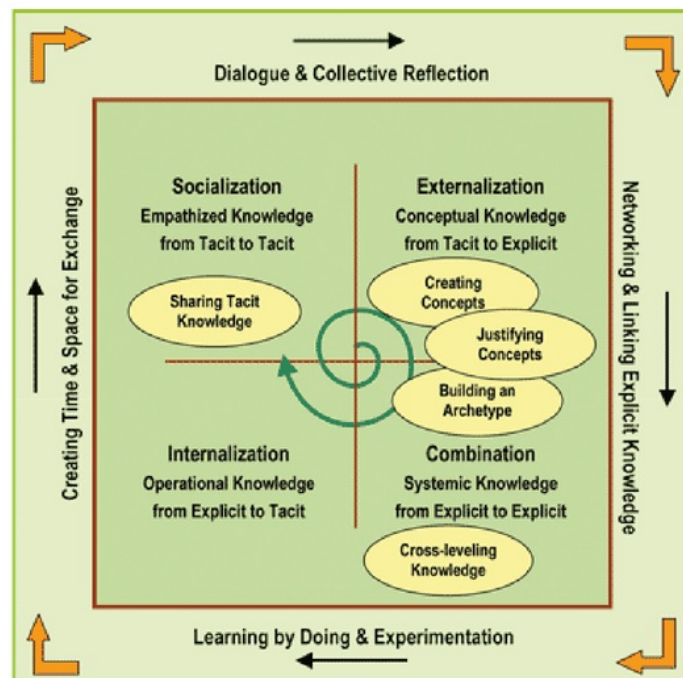 Dialogue & Collective Reflection
Socialization
Empathized Knowledge
from Tacit to Tacit
Sharing Tacit
Knowledge
Externalization
Conceptual Knowledge
from Tacit to Explicit
Creating
Concepts
Justifying
Concepts
Building an
Archetype
Creating Time & Space for Exchange
Networking & Linking Explicit Knowledge
Internalization
Operational Knowledge
from Explicit to Tacit
Combination
Systemic Knowledge
from Explicit to Explicit
Cross-leveling
Knowledge
Learning by Doing & Experimentation